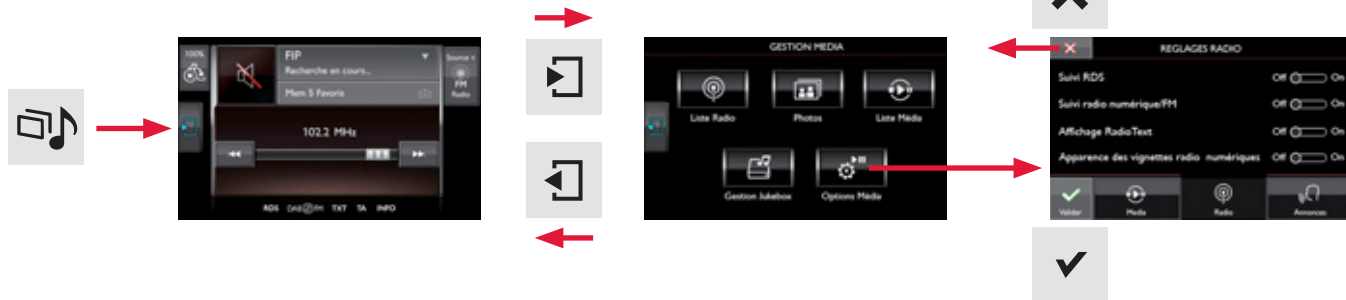 100%
FIP
Recherche en cours...
Mem 5 Favoris
Source
FM
Radio
102.2 MHz
RDS DAB FM TXT TA INFO
GESTION MEDIA
Liste Radio
Photos
Liste Média
Gestion Jukebox
Options Média
REGLAGES RADIO
Suivi RDS
Off On
Suivi radio numérique/FM
Off On
Affichage RadioText
Off On
Apparence des vignettes radio numériques
Off On
Valider
Media
Radio
Annonces